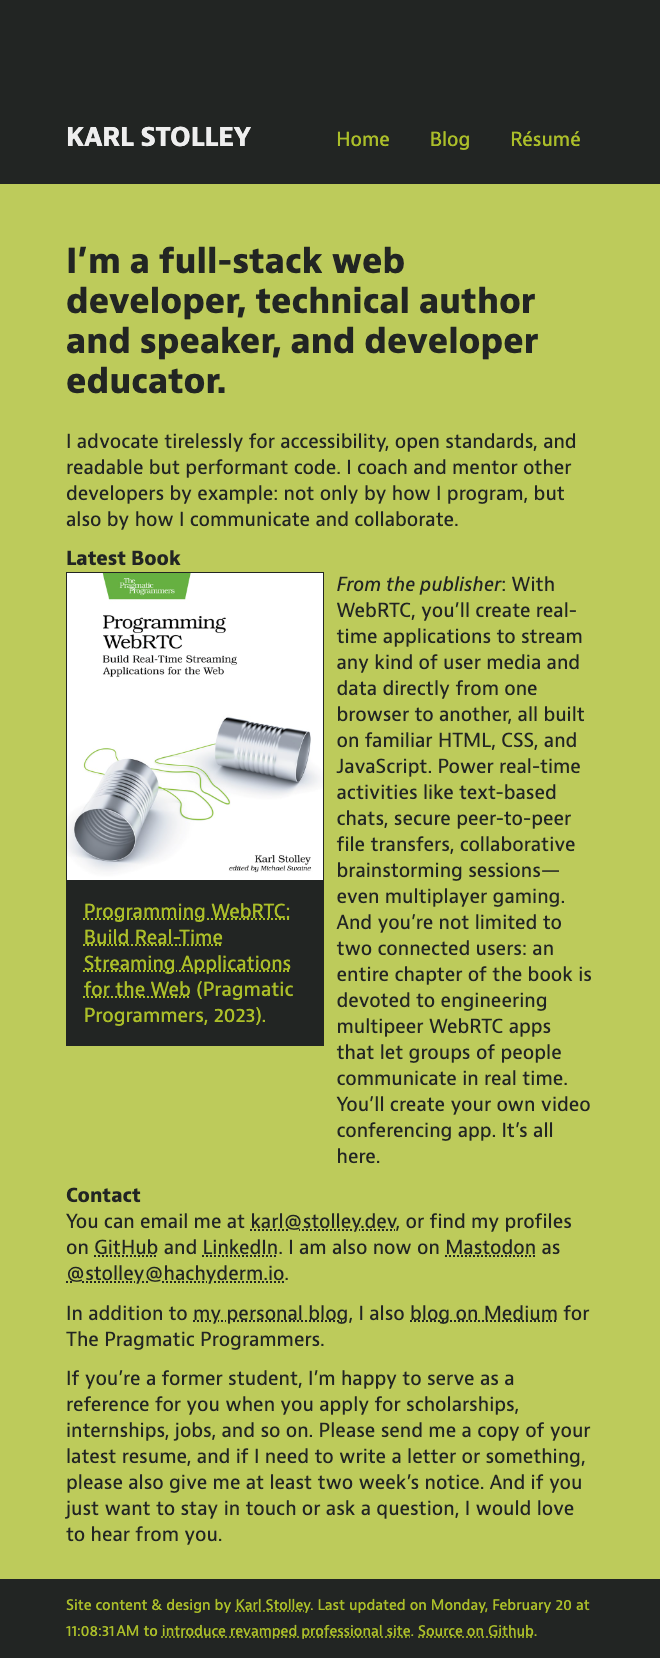 KARL STOLLEY
Home Blog Résumé
I’m a full-stack web
developer, technical author
and speaker, and developer
educator.
I advocate tirelessly for accessibility, open standards, and
readable but performant code. I coach and mentor other
developers by example: not only by how I program, but
also by how I communicate and collaborate.
Latest Book
The
Pragmatic
Programmers
Programming
WebRTC
Build Real-Time Streaming
Applications for the Web
Karl Stolley
edited by Michael Swaine
Programming WebRTC:
Build Real-Time
Streaming Applications
for the Web (Pragmatic
Programmers, 2023).
From the publisher: With
WebRTC, you’ll create real-
time applications to stream
any kind of user media and
data directly from one
browser to another, all built
on familiar HTML, CSS, and
JavaScript. Power real-time
activities like text-based
chats, secure peer-to-peer
file transfers, collaborative
brainstorming sessions—
even multiplayer gaming.
And you’re not limited to
two connected users: an
entire chapter of the book is
devoted to engineering
multipeer WebRTC apps
that let groups of people
communicate in real time.
You’ll create your own video
conferencing app. It’s all
here.
Contact
You can email me at karl@stolley.dev, or find my profiles
on GitHub and LinkedIn. I am also now on Mastodon as
@stolley@hachyderm.io.
In addition to my personal blog, I also blog on Medium for
The Pragmatic Programmers.
If you’re a former student, I’m happy to serve as a
reference for you when you apply for scholarships,
internships, jobs, and so on. Please send me a copy of your
latest resume, and if I need to write a letter or something,
please also give me at least two week’s notice. And if you
just want to stay in touch or ask a question, I would love
to hear from you.
Site content & design by Karl Stolley. Last updated on Monday, February 20 at
11:08:31 AM to introduce revamped professional site. Source on Github.